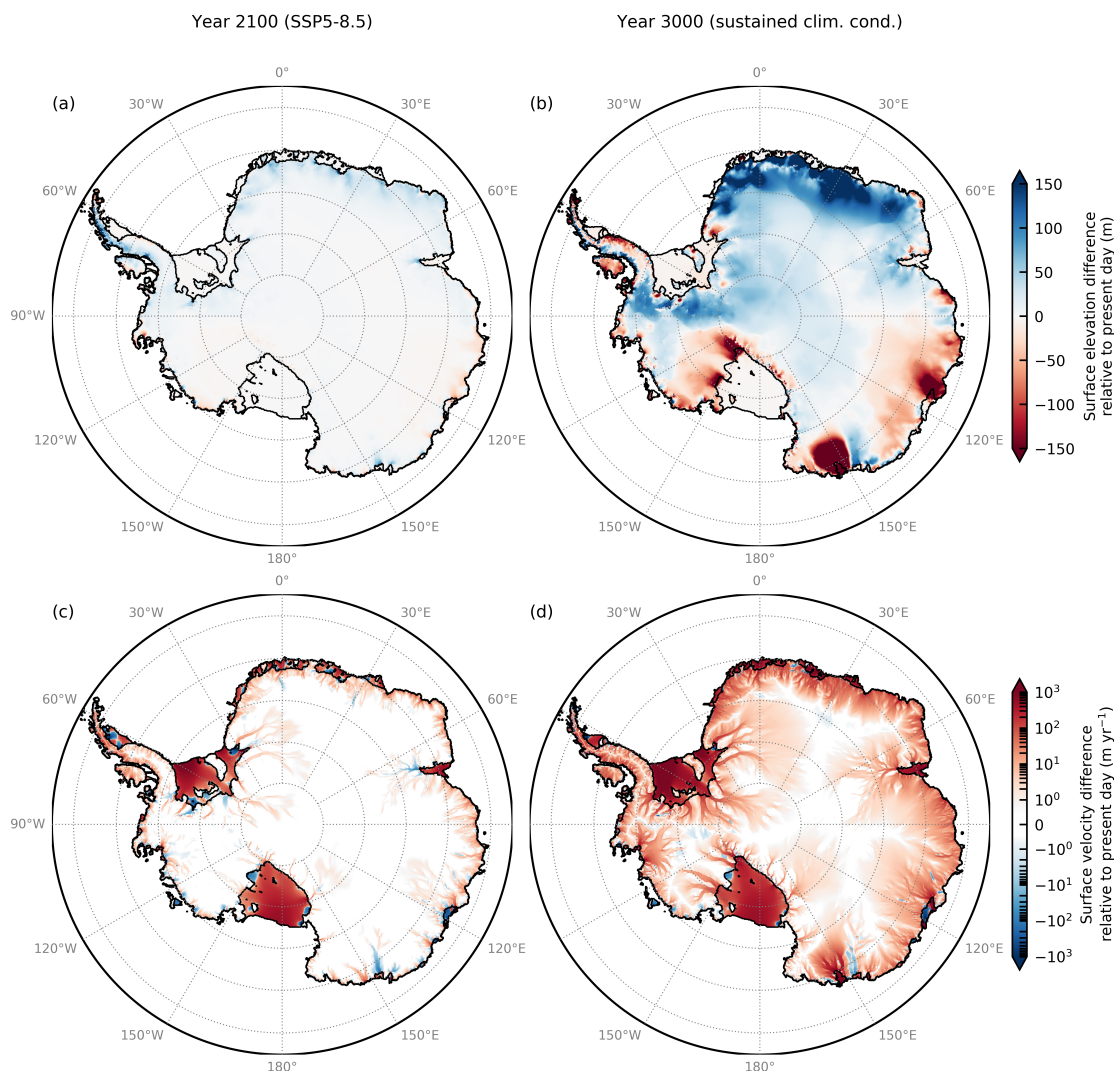 Year 2100 (SSP5-8.5)
Year 3000 (sustained clim. cond.)
(a)
0°
30°W
30°E
60°W
60°E
90°W
120°W
120°E
150°W
150°E
180°
(b)
0°
30°W
30°E
60°W
60°E
90°W
120°W
120°E
150°W
150°E
180°
150
100
50
0
−50
−100
−150
Surface elevation difference
relative to present day (m)
(c)
0°
30°W
30°E
60°W
60°E
90°W
120°W
120°E
150°W
150°E
180°
(d)
0°
30°W
30°E
60°W
60°E
120°W
120°E
150°W
150°E
180°
10³
10²
10¹
10⁰
0
−10⁰
−10¹
−10²
−10³
Surface velocity difference
relative to present day (m yr⁻¹)